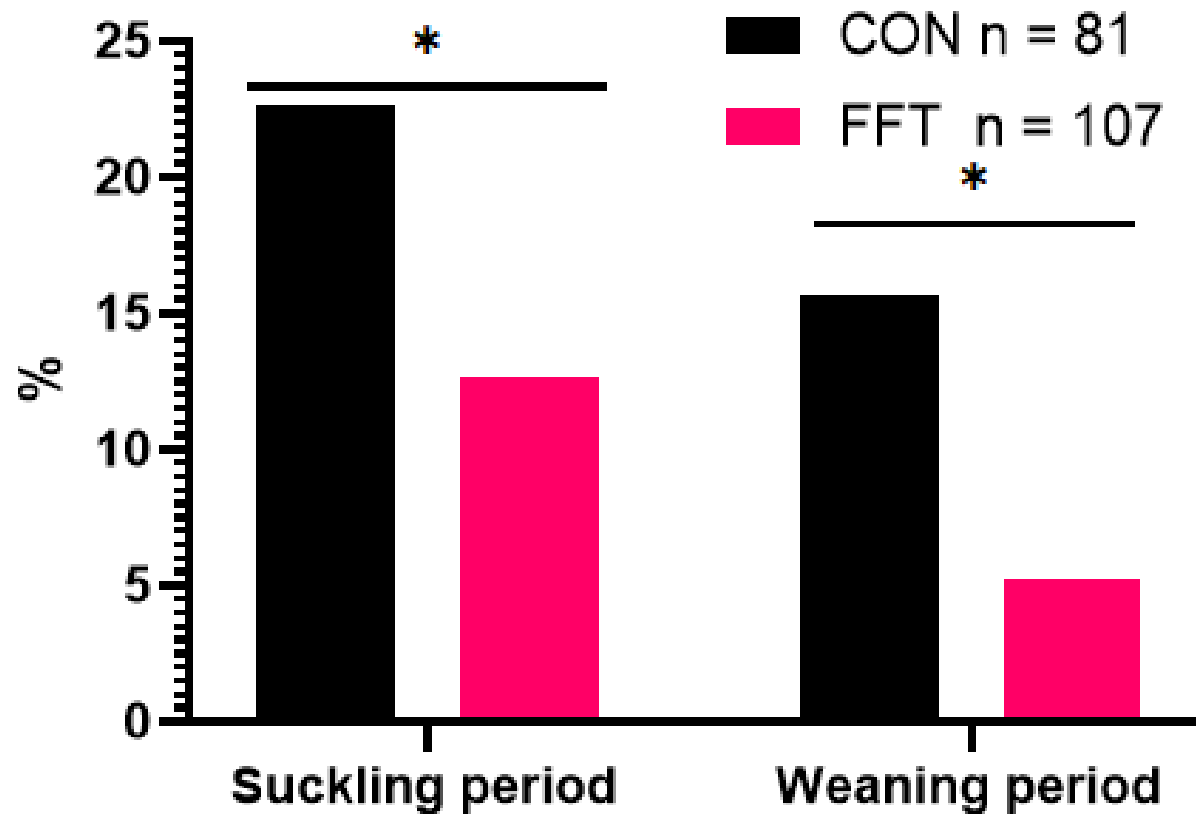 25
20
15
10
5
0
%
*
*
CON n = 81
FFT n = 107
Suckling period
Weaning period